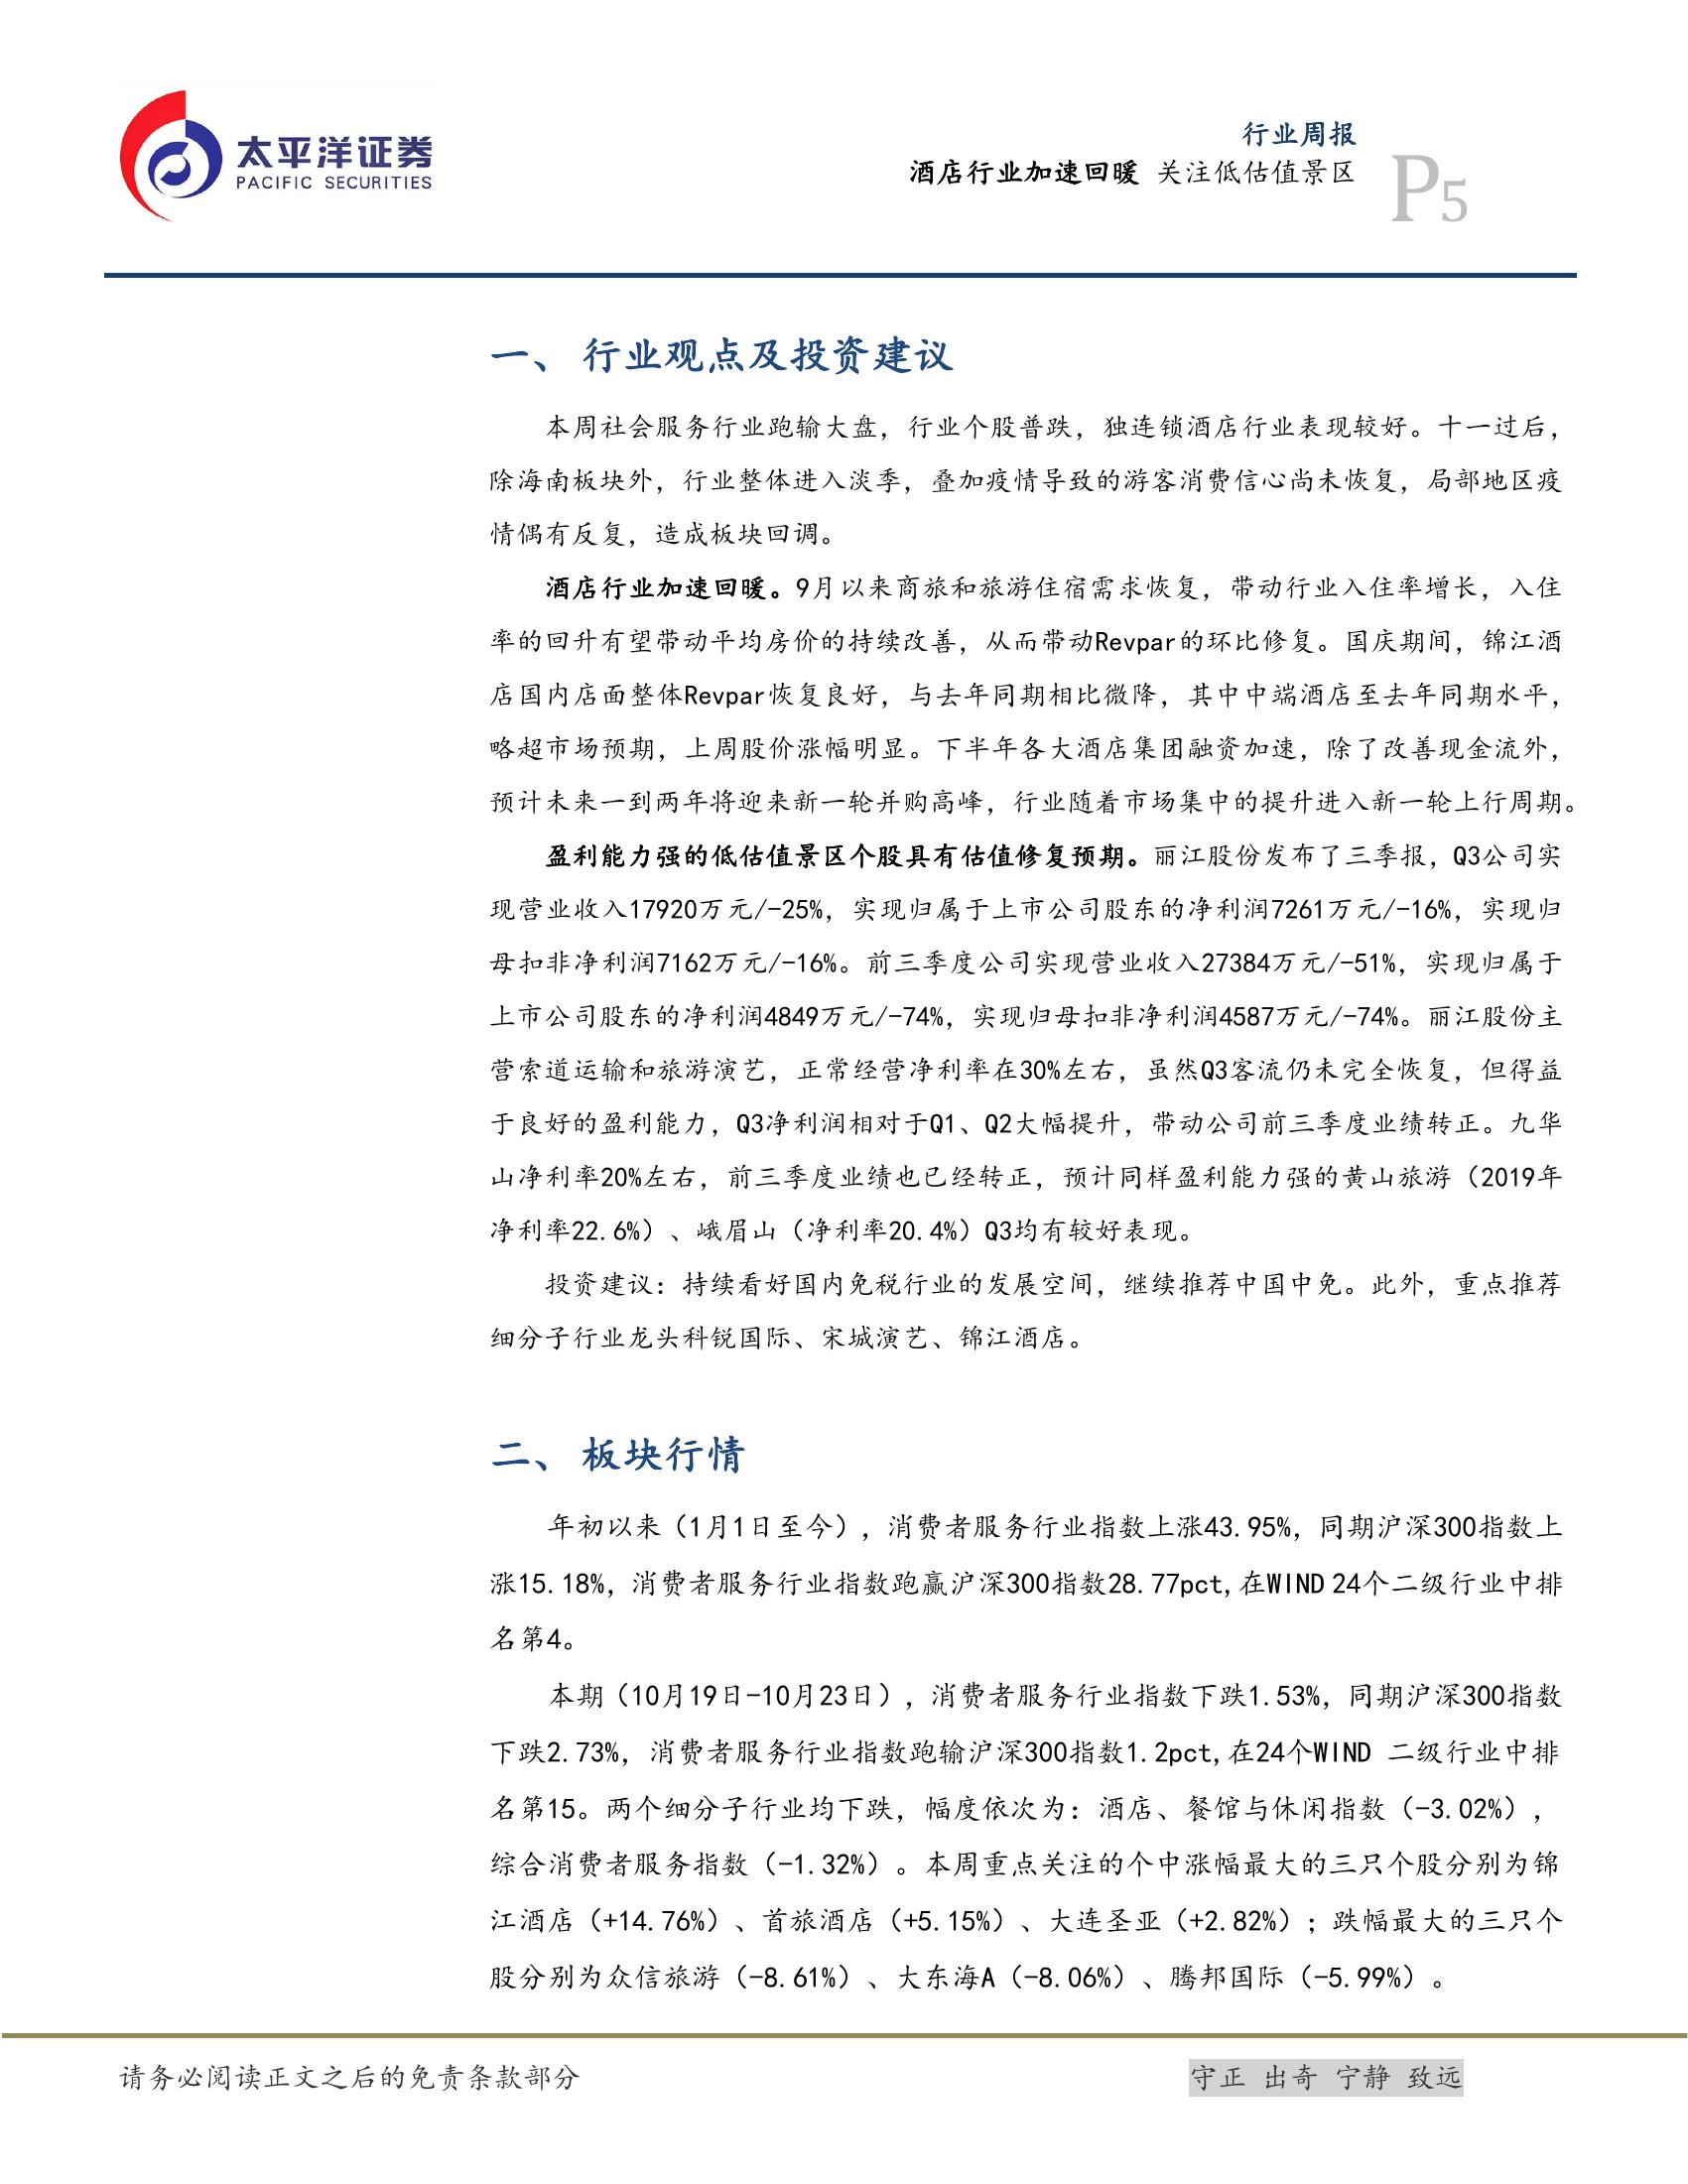 太平洋证券
PACIFIC SECURITIES
行业周报
酒店行业加速回暖 关注低估值景区
P5
一、 行业观点及投资建议
本周社会服务行业跑输大盘，行业个股普跌，独连锁酒店行业表现较好。十一过后，
除海南板块外，行业整体进入淡季，叠加疫情导致的游客消费信心尚未恢复，局部地区疫
情偶有反复，造成板块回调。
酒店行业加速回暖。9月以来商旅和旅游住宿需求恢复，带动行业入住率增长，入住
率的回升有望带动平均房价的持续改善，从而带动Revpar的环比修复。国庆期间，锦江酒
店国内店面整体Revpar恢复良好，与去年同期相比微降，其中中端酒店至去年同期水平，
略超市场预期，上周股价涨幅明显。下半年各大酒店集团融资加速，除了改善现金流外，
预计未来一到两年将迎来新一轮并购高峰，行业随着市场集中的提升进入新一轮上行周期。
盈利能力强的低估值景区个股具有估值修复预期。丽江股份发布了三季报，Q3公司实
现营业收入17920万元/-25%，实现归属于上市公司股东的净利润7261万元/-16%，实现归
母扣非净利润7162万元/-16%。前三季度公司实现营业收入27384万元/-51%，实现归属于
上市公司股东的净利润4849万元/-74%，实现归母扣非净利润4587万元/-74%。丽江股份主
营索道运输和旅游演艺，正常经营净利率在30%左右，虽然Q3客流仍未完全恢复，但得益
于良好的盈利能力，Q3净利润相对于Q1、Q2大幅提升，带动公司前三季度业绩转正。九华
山净利率20%左右，前三季度业绩也已经转正，预计同样盈利能力强的黄山旅游（2019年
净利率22.6%）、峨眉山（净利率20.4%）Q3均有较好表现。
投资建议：持续看好国内免税行业的发展空间，继续推荐中国中免。此外，重点推荐
细分子行业龙头科锐国际、宋城演艺、锦江酒店。
二、 板块行情
年初以来（1月1日至今），消费者服务行业指数上涨43.95%，同期沪深300指数上
涨15.18%，消费者服务行业指数跑赢沪深300指数28.77pct,在WIND 24个二级行业中排
名第4。
本期（10月19日-10月23日），消费者服务行业指数下跌1.53%，同期沪深300指数
下跌2.73%，消费者服务行业指数跑输沪深300指数1.2pct,在24个WIND 二级行业中排
名第15。两个细分子行业均下跌，幅度依次为：酒店、餐馆与休闲指数（-3.02%），
综合消费者服务指数（-1.32%）。本周重点关注的个中涨幅最大的三只个股分别为锦
江酒店（+14.76%）、首旅酒店（+5.15%）、大连圣亚（+2.82%）；跌幅最大的三只个
股分别为众信旅游（-8.61%）、大东海A（-8.06%）、腾邦国际（-5.99%）。
请务必阅读正文之后的免责条款部分
守正 出奇 宁静 致远